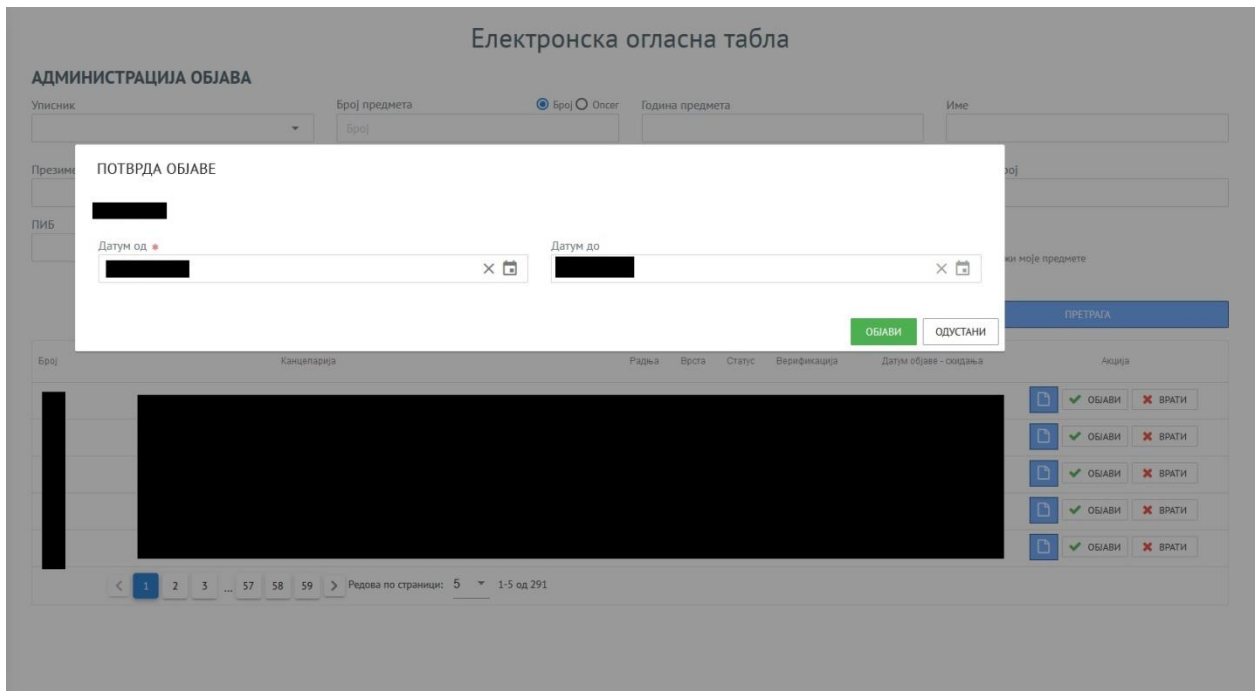 Електронска огласна табла
АДМИНИСТРАЦИЈА ОБЈАВА
Уписник
Број предмета
Број Опсег
Година предмета
Име
Број
Презиме
ПИБ
моје предмете
ПРЕТРАГА
ПОТВРДА ОБЈАВЕ
Датум од *
Датум до
ОБЈАВИ ОДУСТАНИ
Број Канцеларија Радња Врста Статус Верификација Датум објаве - скидања Акција
ОБЈАВИ ВРАТИ
ОБЈАВИ ВРАТИ
ОБЈАВИ ВРАТИ
ОБЈАВИ ВРАТИ
ОБЈАВИ ВРАТИ
1 2 3 ... 57 58 59 Редова по страници: 5 1-5 од 291